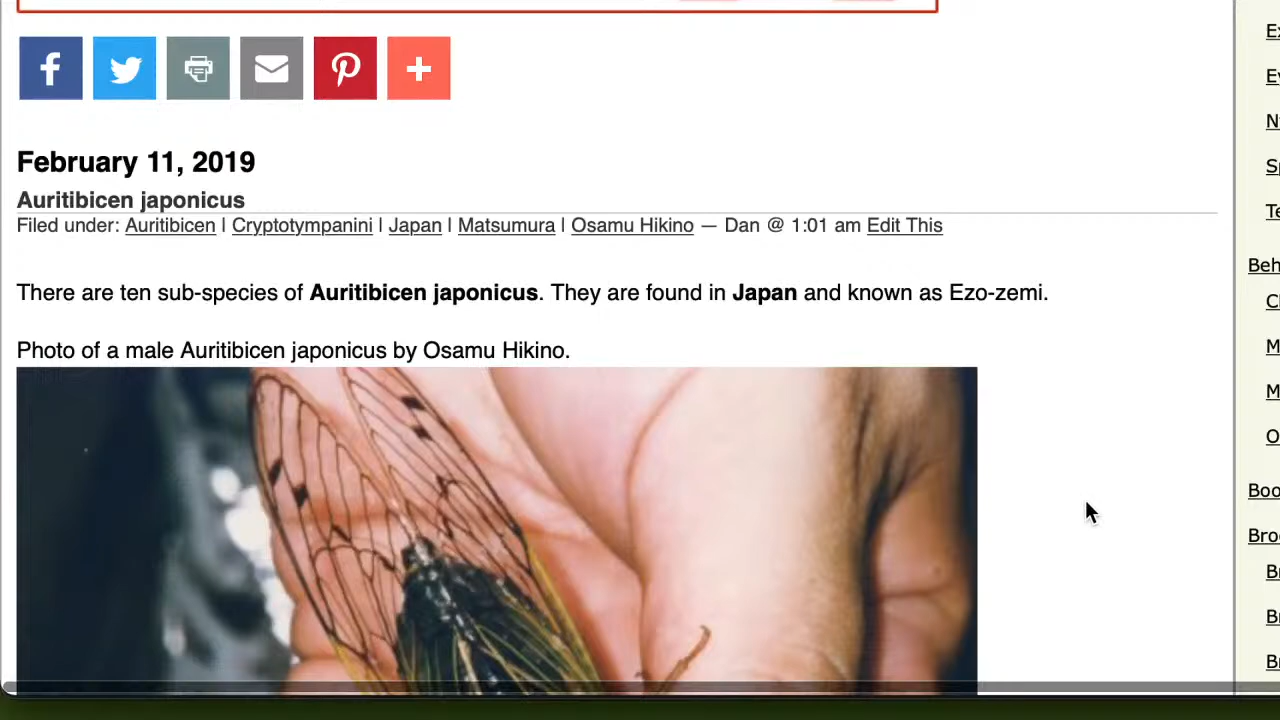 February 11, 2019
Auritibicen japonicus
Filed under: Auritibicen | Cryptotympanini | Japan | Matsumura | Osamu Hikino — Dan @ 1:01 am Edit This
There are ten sub-species of Auritibicen japonicus. They are found in Japan and known as Ezo-zemi.
Photo of a male Auritibicen japonicus by Osamu Hikino.